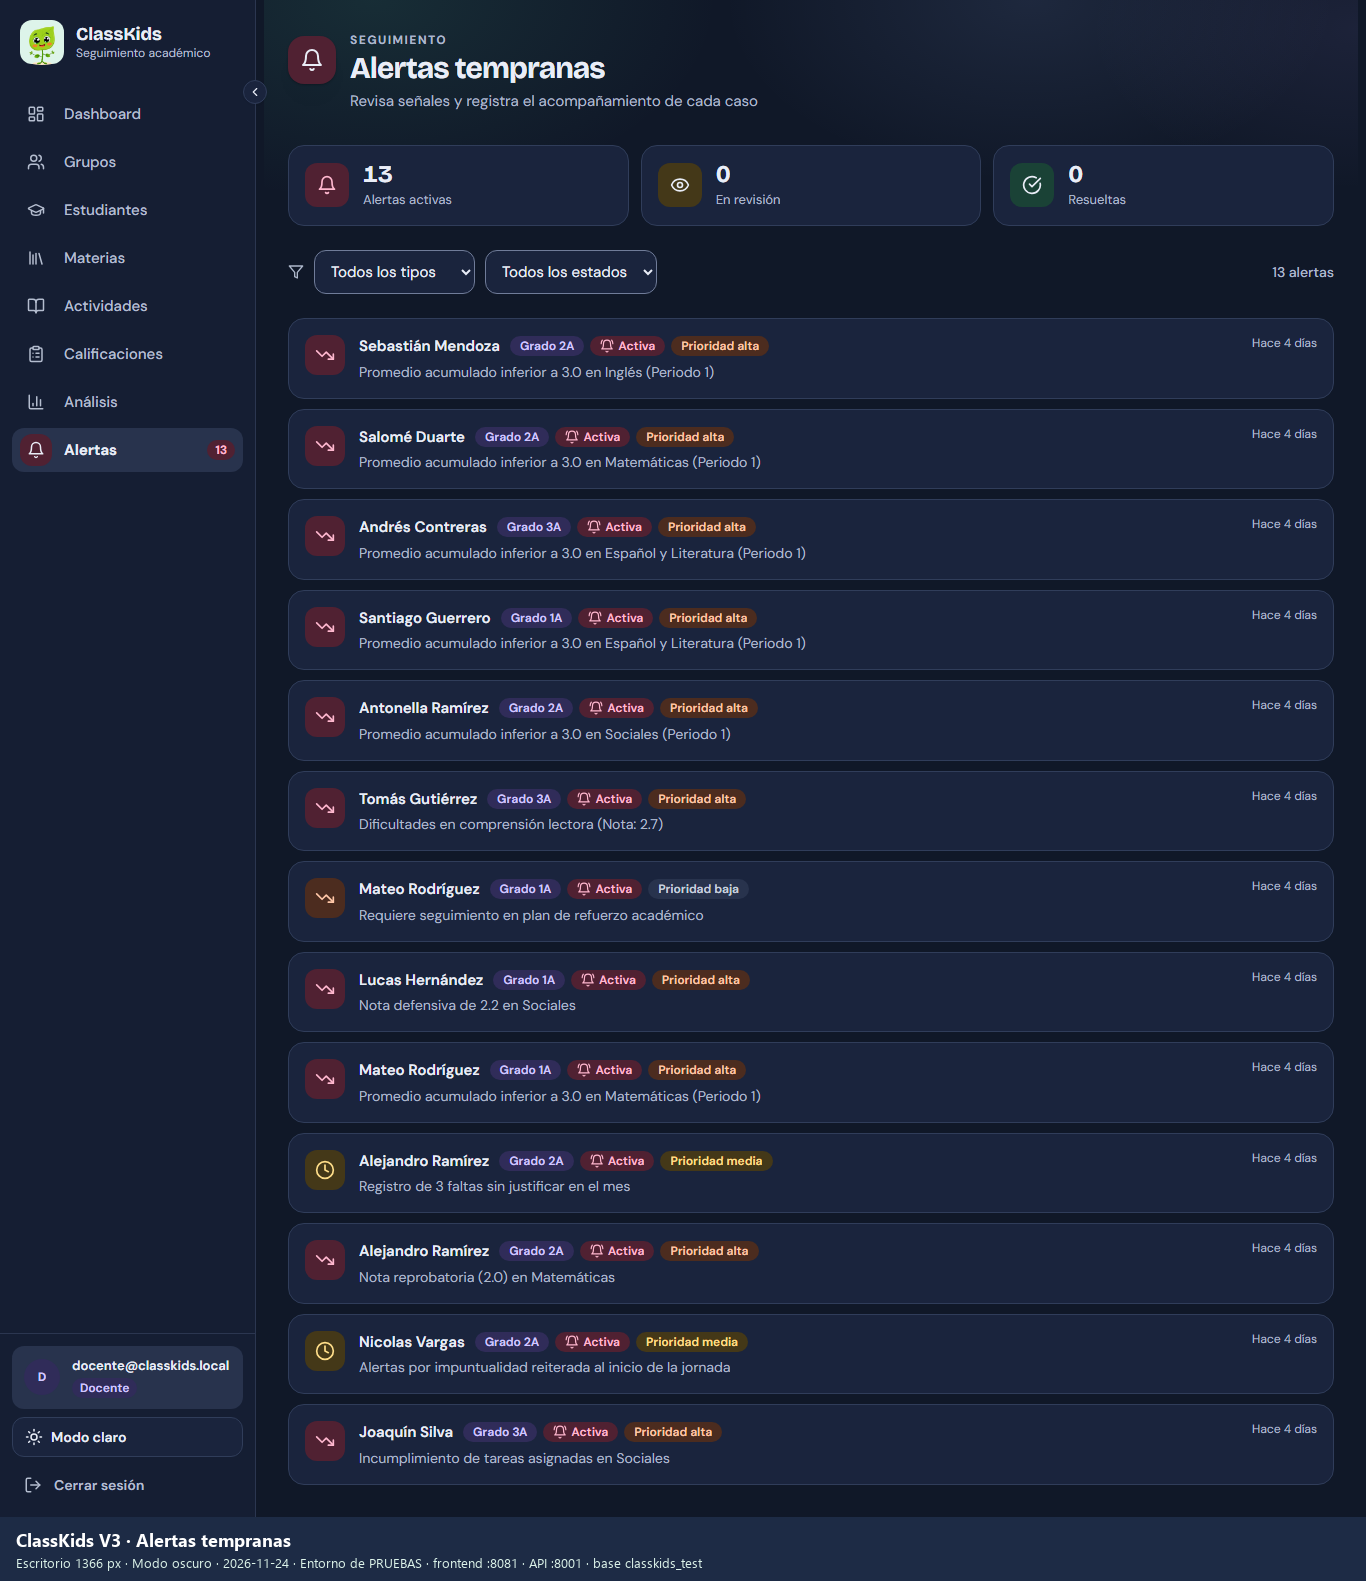 ClassKids
Seguimiento académico
Dashboard
Grupos
Estudiantes
Materias
Actividades
Calificaciones
Análisis
Alertas 13
docente@classkids.local
D
Docente
Modo claro
Cerrar sesión
SEGUIMIENTO
Alertas tempranas
Revisa señales y registra el acompañamiento de cada caso
13
Alertas activas
0
En revisión
0
Resueltas
Todos los tipos Todos los estados 13 alertas
Sebastián Mendoza Grado 2A Activa Prioridad alta Hace 4 días
Promedio acumulado inferior a 3.0 en Inglés (Periodo 1)
Salomé Duarte Grado 2A Activa Prioridad alta Hace 4 días
Promedio acumulado inferior a 3.0 en Matemáticas (Periodo 1)
Andrés Contreras Grado 3A Activa Prioridad alta Hace 4 días
Promedio acumulado inferior a 3.0 en Español y Literatura (Periodo 1)
Santiago Guerrero Grado 1A Activa Prioridad alta Hace 4 días
Promedio acumulado inferior a 3.0 en Español y Literatura (Periodo 1)
Antonella Ramírez Grado 2A Activa Prioridad alta Hace 4 días
Promedio acumulado inferior a 3.0 en Sociales (Periodo 1)
Tomás Gutiérrez Grado 3A Activa Prioridad alta Hace 4 días
Dificultades en comprensión lectora (Nota: 2.7)
Mateo Rodríguez Grado 1A Activa Prioridad baja Hace 4 días
Requiere seguimiento en plan de refuerzo académico
Lucas Hernández Grado 1A Activa Prioridad alta Hace 4 días
Nota defensiva de 2.2 en Sociales
Mateo Rodríguez Grado 1A Activa Prioridad alta Hace 4 días
Promedio acumulado inferior a 3.0 en Matemáticas (Periodo 1)
Alejandro Ramírez Grado 2A Activa Prioridad media Hace 4 días
Registro de 3 faltas sin justificar en el mes
Alejandro Ramírez Grado 2A Activa Prioridad alta Hace 4 días
Nota reprobatoria (2.0) en Matemáticas
Nicolas Vargas Grado 2A Activa Prioridad media Hace 4 días
Alertas por impuntualidad reiterada al inicio de la jornada
Joaquín Silva Grado 3A Activa Prioridad alta Hace 4 días
Incumplimiento de tareas asignadas en Sociales
ClassKids V3 · Alertas tempranas
Escritorio 1366 px · Modo oscuro · 2026-11-24 · Entorno de PRUEBAS · frontend :8081 · API :8001 · base classkids_test